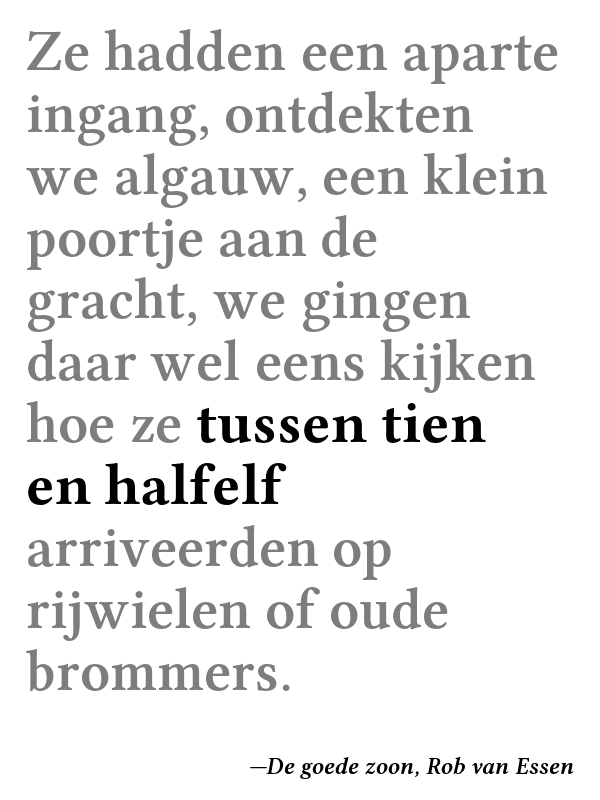 Ze hadden een aparte
ingang, ontdekten
we algauw, een klein
poortje aan de
gracht, we gingen
daar wel eens kijken
hoe ze tussen tien
en halfelf
arriveerden op
rijwielen of oude
brommers.
—De goede zoon, Rob van Essen